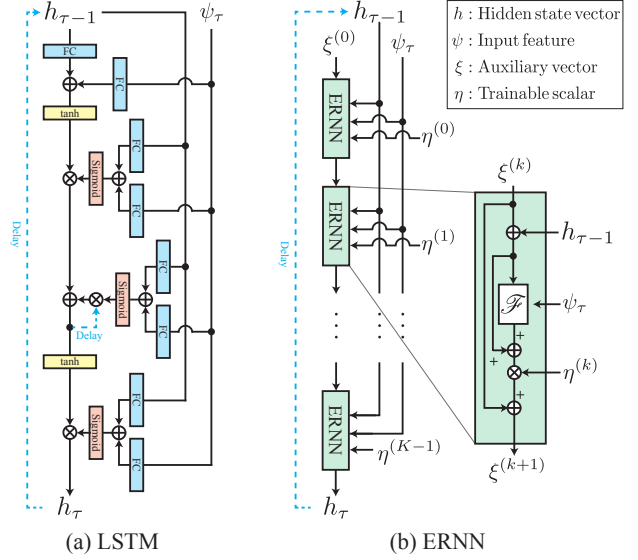 h_{τ−1}
ψ_τ
FC
FC
tanh
FC
Sigmoid
FC
FC
Sigmoid
FC
Delay
Delay
tanh
FC
Sigmoid
FC
h_τ
(a) LSTM
h_{τ−1}
ξ^{(0)}
ψ_τ
ERNN
η^{(0)}
ERNN
η^{(1)}
Delay
ERNN
η^{(K−1)}
h_τ
(b) ERNN
h : Hidden state vector
ψ : Input feature
ξ : Auxiliary vector
η : Trainable scalar
ξ^{(k)}
h_{τ−1}
ℱ
ψ_τ
+
+
η^{(k)}
+
ξ^{(k+1)}